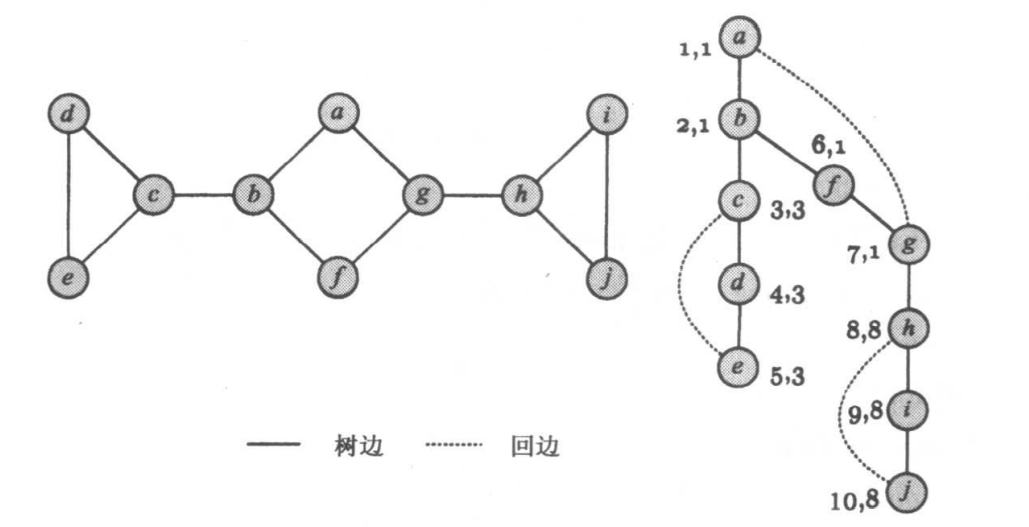 d
a
i
c
b
g
h
e
f
j
树边
回边
a
1,1
b
2,1
6,1
f
c
3,3
g
7,1
d
4,3
h
8,8
e
5,3
i
9,8
j
10,8